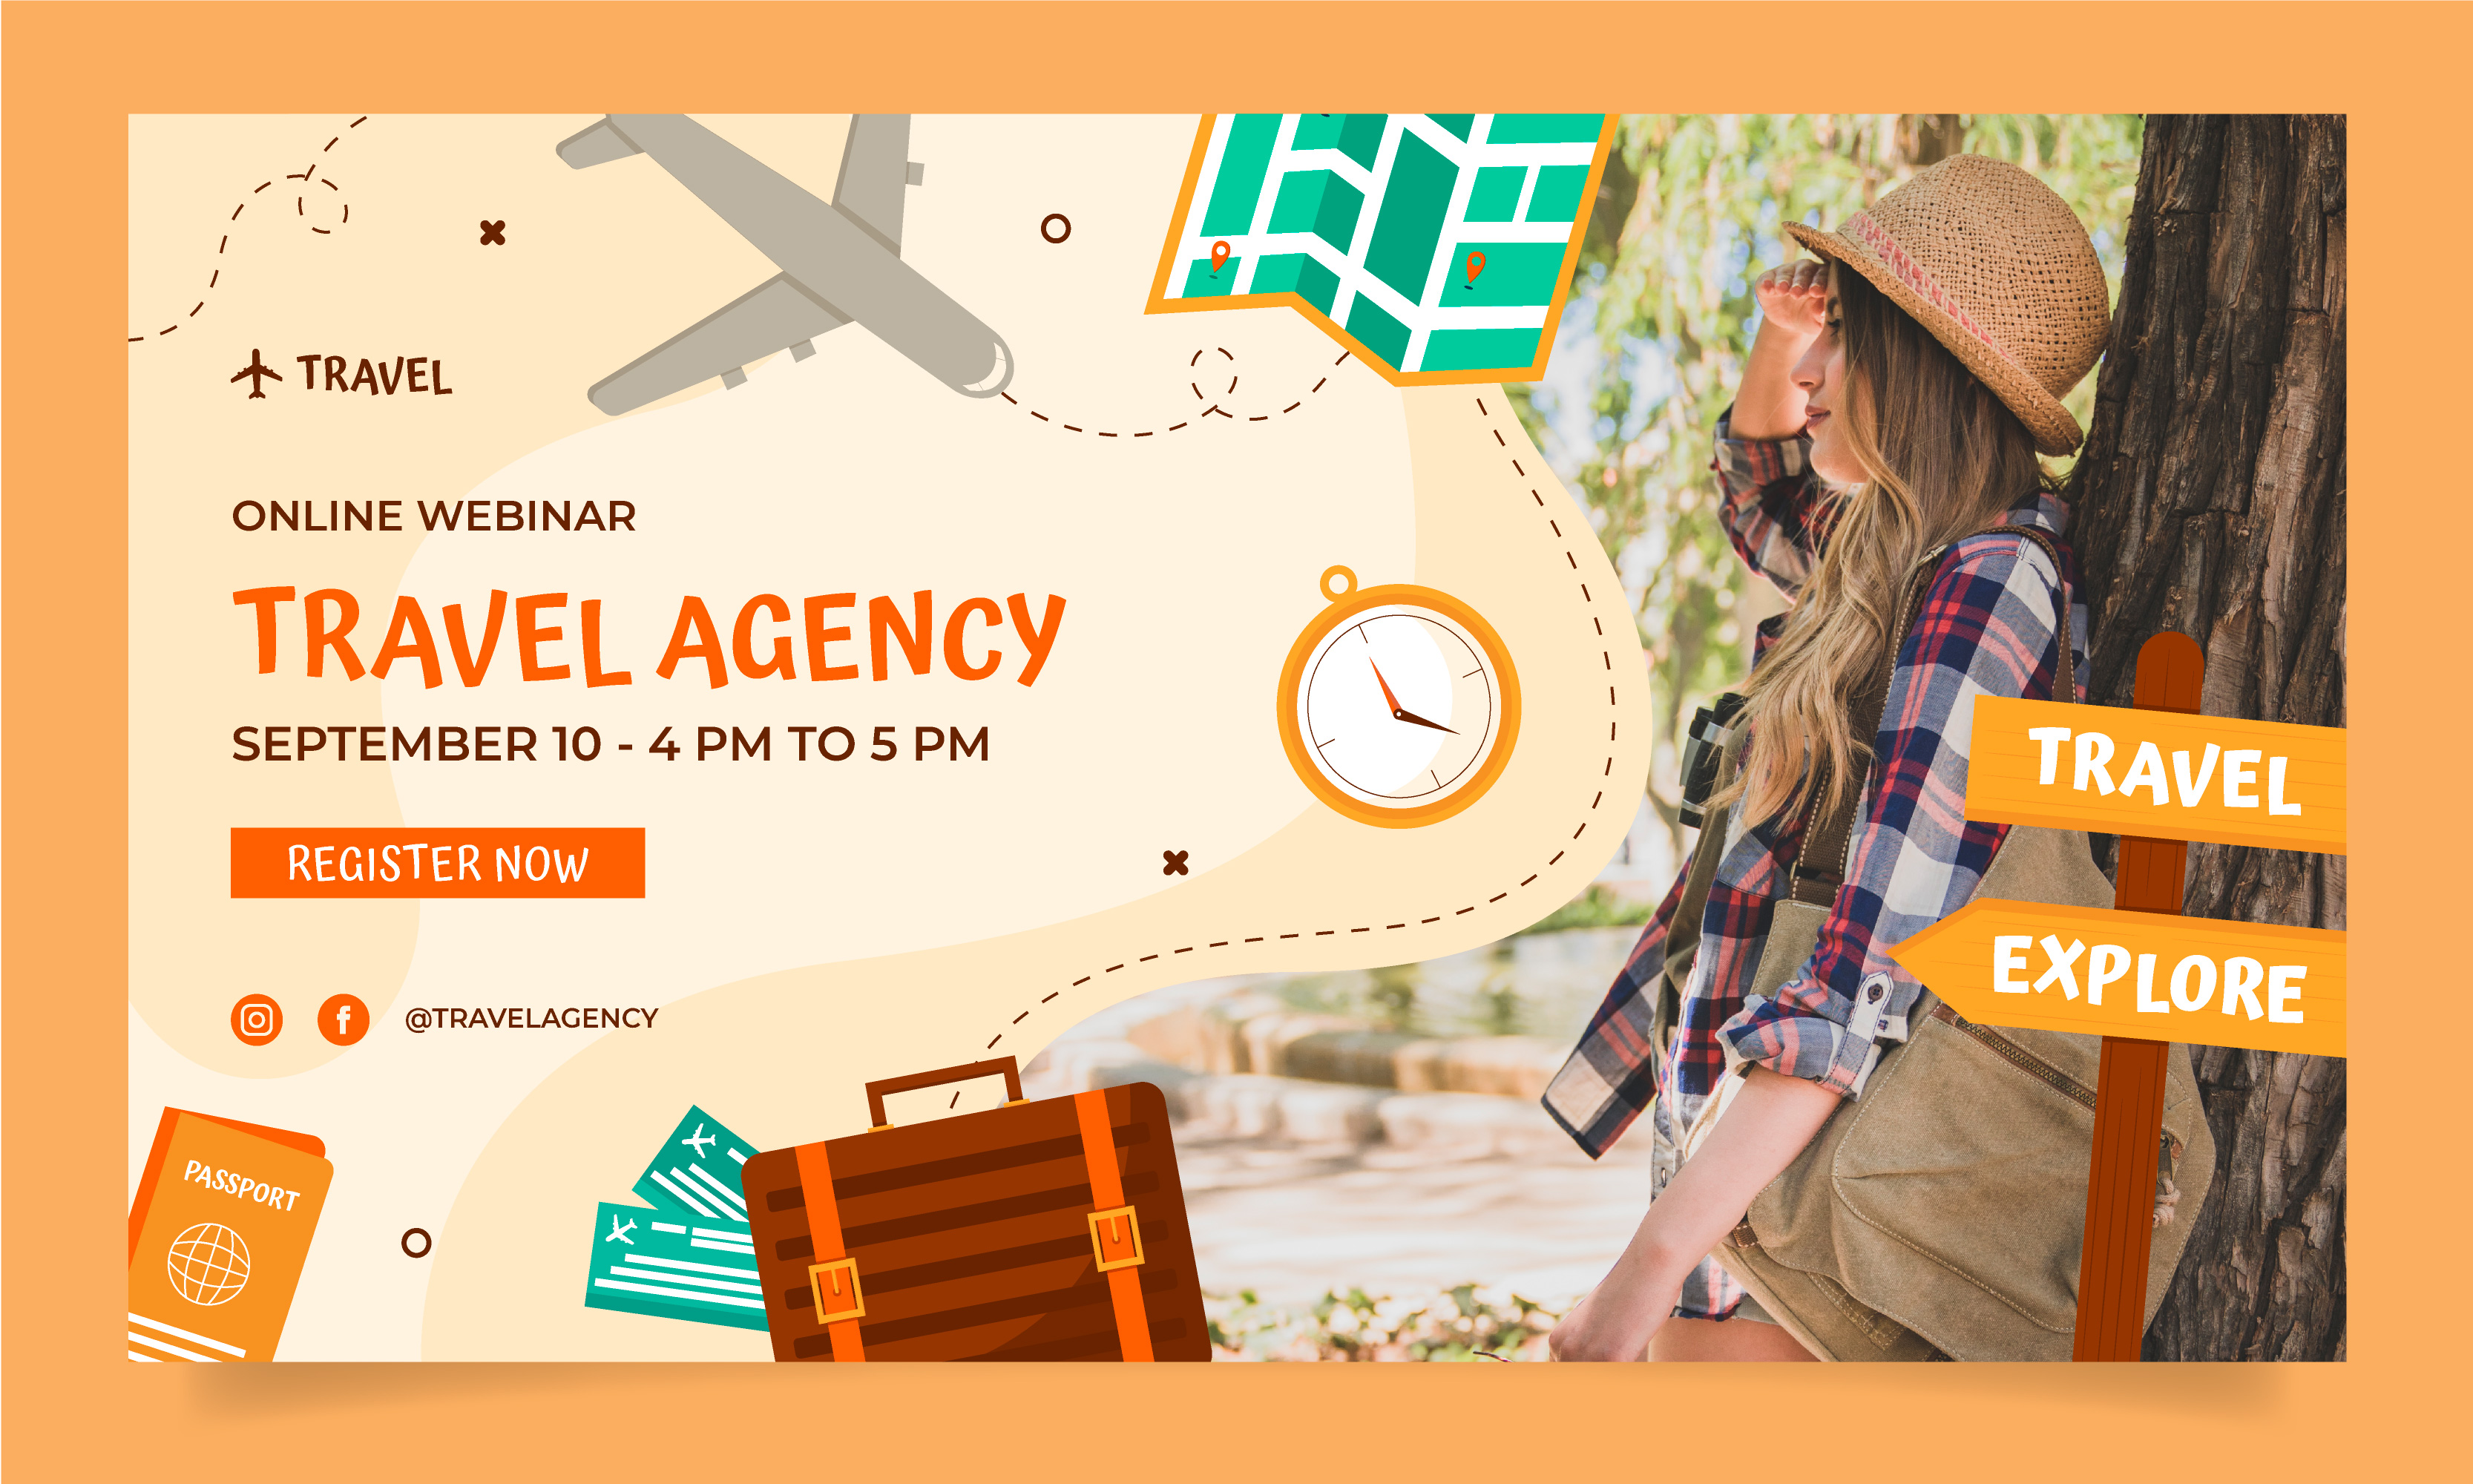 TRAVEL
ONLINE WEBINAR
TRAVEL AGENCY
SEPTEMBER 10 - 4 PM TO 5 PM
REGISTER NOW
@TRAVELAGENCY
PASSPORT
TRAVEL
EXPLORE